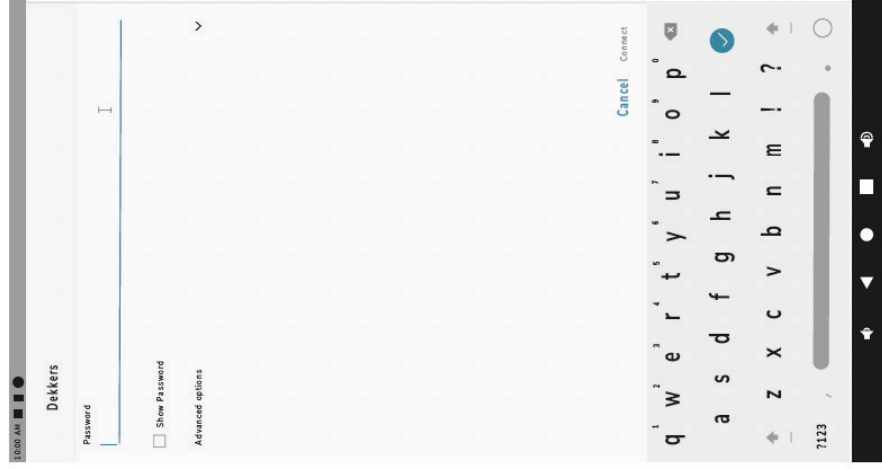 10:00 AM
Dekkers
Password
Show Password
Advanced options
Cancel Connect
1 2 3 4 5 6 7 8 9 0
q w e r t y u i o p
a s d f g h j k l
z x c v b n m ! ?
?123 , .